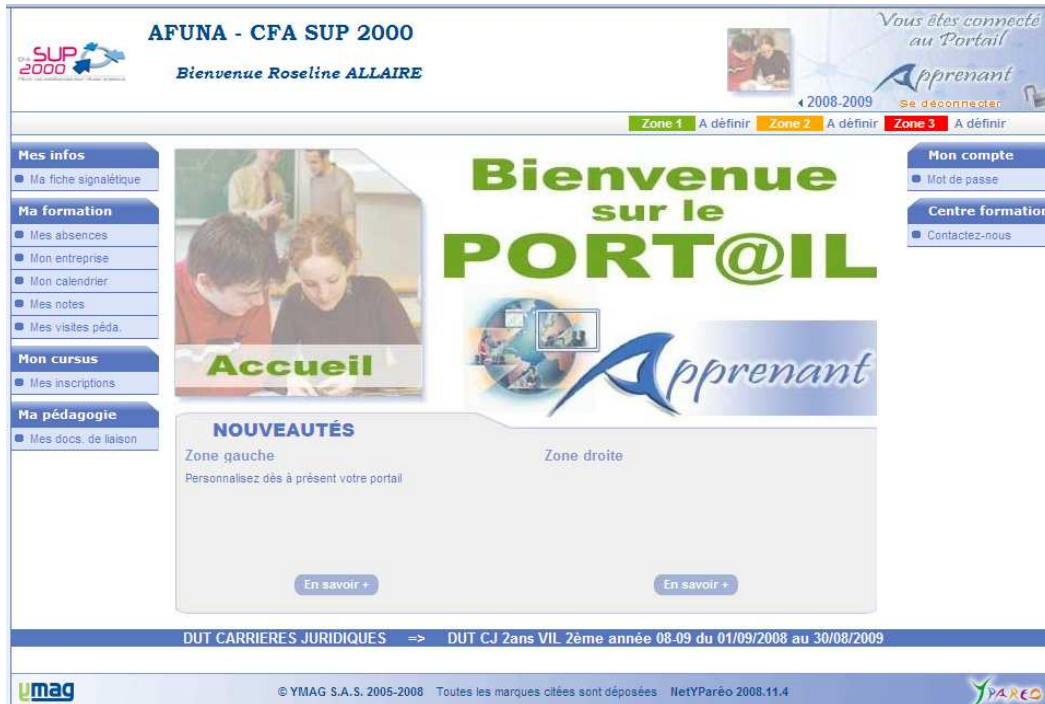 AFUNA - CFA SUP 2000
Bienvenue Roseline ALLAIRE
SUP
2000
Vous êtes connecté
au Portail
Apprenant
2008-2009
Se déconnecter
Zone 1 A définir Zone 2 A définir Zone 3 A définir
Mes infos
Ma fiche signalétique
Ma formation
Mes absences
Mon entreprise
Mon calendrier
Mes notes
Mes visites péda.
Mon cursus
Mes inscriptions
Ma pédagogie
Mes docs. de liaison
Accueil
Bienvenue
sur le
PORT@IL
Apprenant
Mon compte
Mot de passe
Centre formation
Contactez-nous
NOUVEAUTÉS
Zone gauche
Personnalisez dès à présent votre portail
En savoir +
Zone droite
En savoir +
DUT CARRIERES JURIDIQUES => DUT CJ 2ans VIL 2ème année 08-09 du 01/09/2008 au 30/08/2009
ymag
© YMAG S.A.S. 2005-2008 Toutes les marques citées sont déposées NetYParéo 2008.11.4
YPAREO